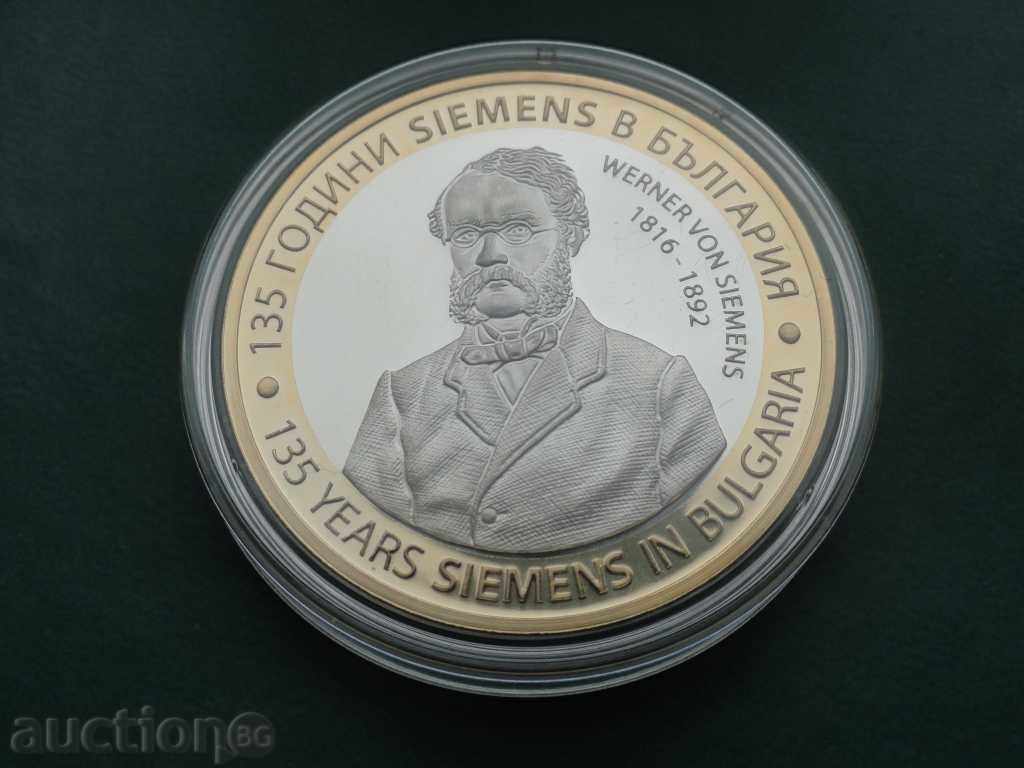 135 ГОДИНИ SIEMENS В БЪЛГАРИЯ
WERNER VON SIEMENS
1816 - 1892
135 YEARS SIEMENS IN BULGARIA
auction BG